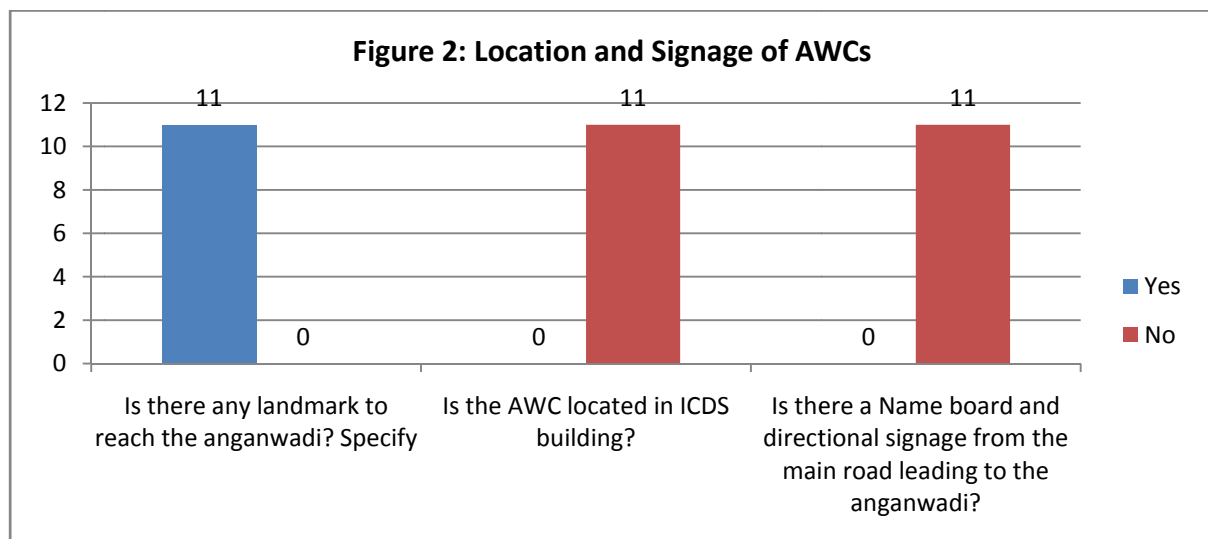 Figure 2: Location and Signage of AWCs
12
10
8
6
4
2
0
11
0
0
11
0
11
Yes
No
Is there any landmark to
reach the anganwadi? Specify
Is the AWC located in ICDS
building?
Is there a Name board and
directional signage from the
main road leading to the
anganwadi?